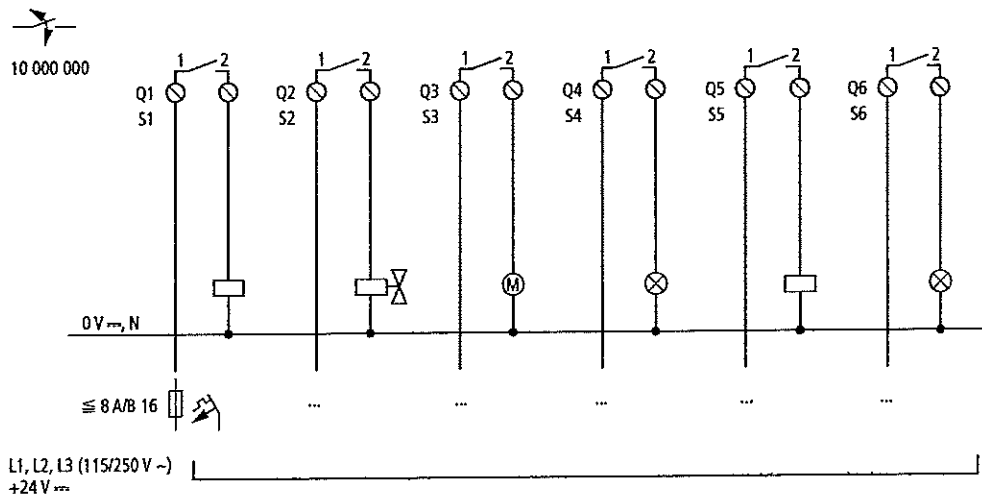 10 000 000
1 2 1 2 1 2 1 2 1 2 1 2
Q1 Q2 Q3 Q4 Q5 Q6
S1 S2 S3 S4 S5 S6
M
0 V ⎓, N
≦ 8 A/B 16 ... ... ... ... ...
L1, L2, L3 (115/250 V ~)
+24 V ⎓